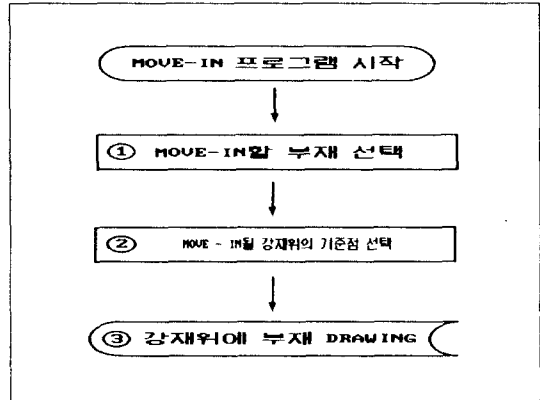 MOVE-IN 프로그램 시작
① MOVE-IN할 부재 선택
② MOVE - IN될 강재위의 기준점 선택
③ 강재위에 부재 DRAWING